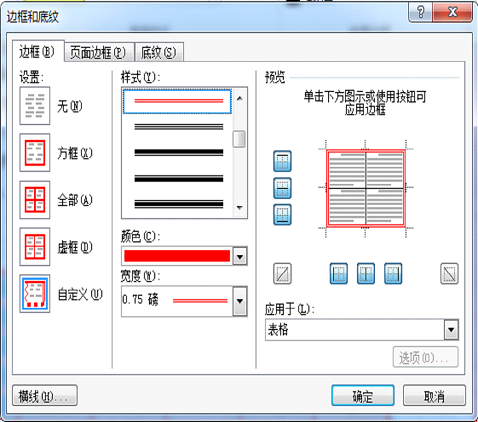 边框和底纹
边框(B)
页面边框(P)
底纹(S)
设置:
无(N)
方框(X)
全部(A)
虚框(D)
自定义(U)
样式(Y):
颜色(C):
宽度(W):
0.75 磅
预览
单击下方图示或使用按钮可
应用边框
应用于(L):
表格
选项(O)...
横线(H)...
确定
取消